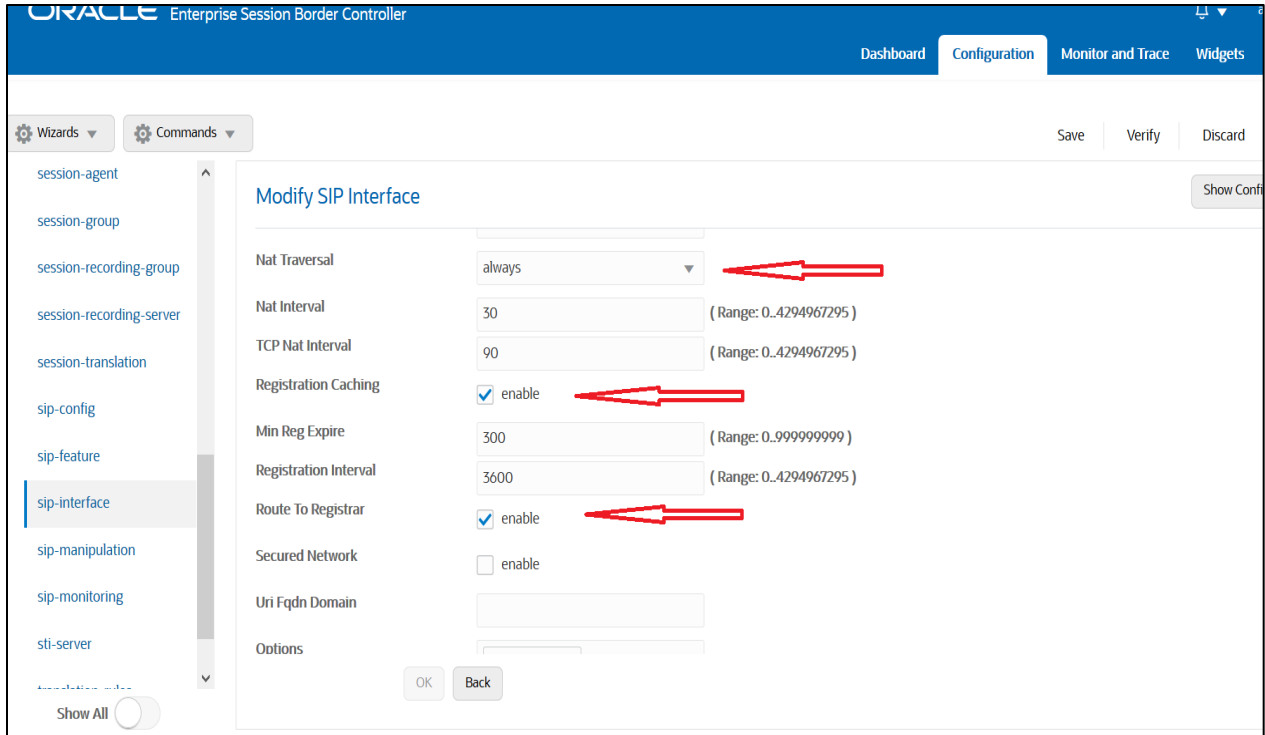 ORACLE Enterprise Session Border Controller
Dashboard Configuration Monitor and Trace Widgets
Wizards Commands Save Verify Discard
session-agent
session-group
session-recording-group
session-recording-server
session-translation
sip-config
sip-feature
sip-interface
sip-manipulation
sip-monitoring
sti-server
Show All
Modify SIP Interface
Show Confi
Nat Traversal always
Nat Interval 30 ( Range: 0..4294967295 )
TCP Nat Interval 90 ( Range: 0..4294967295 )
Registration Caching enable
Min Reg Expire 300 ( Range: 0..999999999 )
Registration Interval 3600 ( Range: 0..4294967295 )
Route To Registrar enable
Secured Network enable
Uri Fqdn Domain
Options
OK Back